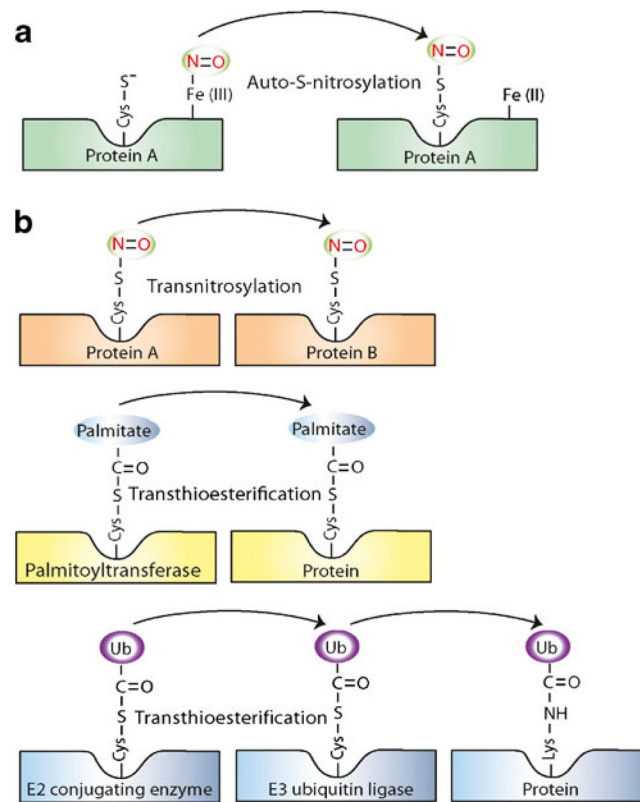 a
N=O
S⁻
Cys
Fe (III)
Protein A
Auto-S-nitrosylation
N=O
S
Cys
Fe (II)
Protein A
b
N=O
S
Cys
Protein A
Transnitrosylation
N=O
S
Cys
Protein B
Palmitate
C=O
S
Cys
Palmitoyltransferase
Transthioesterification
Palmitate
C=O
S
Cys
Protein
Ub
C=O
S
Cys
E2 conjugating enzyme
Transthioesterification
Ub
C=O
S
Cys
E3 ubiquitin ligase
Ub
C=O
NH
Lys
Protein